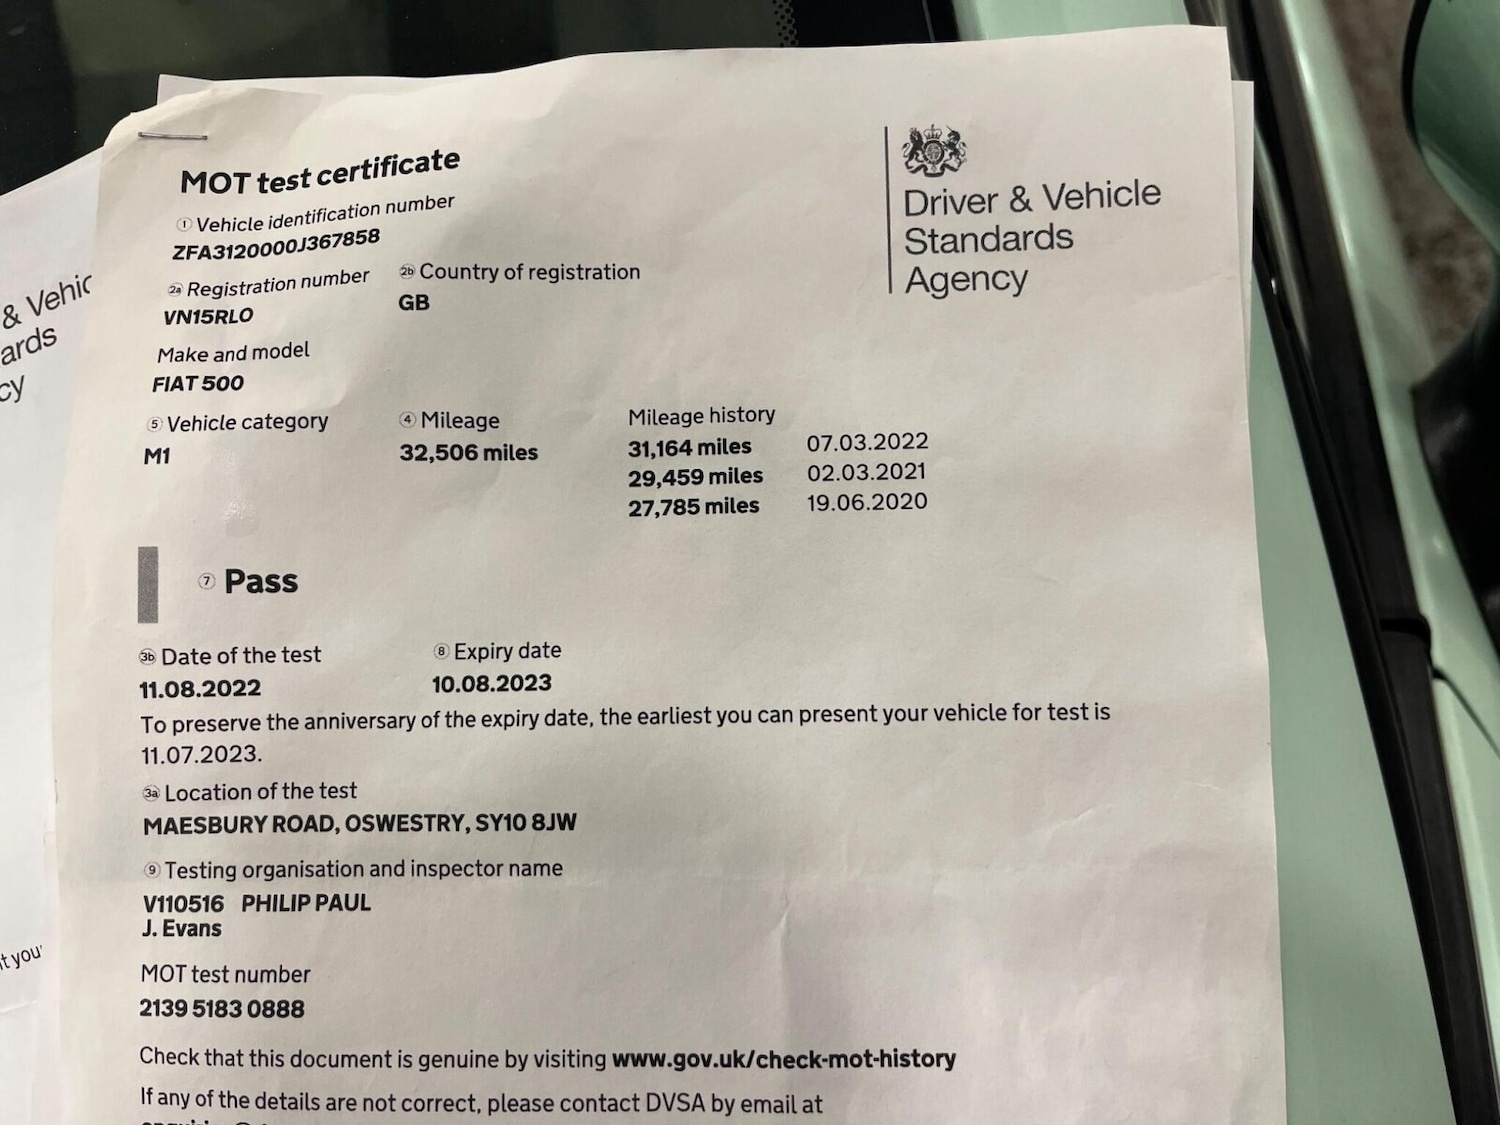 MOT test certificate
Driver & Vehicle
Standards
Agency
1 Vehicle identification number
ZFA3120000J367858
2a Registration number
VN15RLO
2b Country of registration
GB
Make and model
FIAT 500
5 Vehicle category
M1
4 Mileage
32,506 miles
Mileage history
31,164 miles 07.03.2022
29,459 miles 02.03.2021
27,785 miles 19.06.2020
7 Pass
3b Date of the test
11.08.2022
8 Expiry date
10.08.2023
To preserve the anniversary of the expiry date, the earliest you can present your vehicle for test is
11.07.2023.
3a Location of the test
MAESBURY ROAD, OSWESTRY, SY10 8JW
9 Testing organisation and inspector name
V110516 PHILIP PAUL
J. Evans
MOT test number
2139 5183 0888
Check that this document is genuine by visiting www.gov.uk/check-mot-history
If any of the details are not correct, please contact DVSA by email at
& Vehic
ards
cy